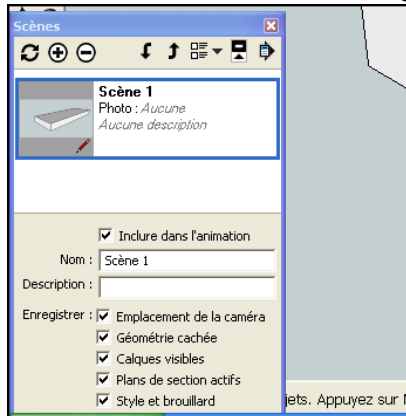 Scènes
Scène 1
Photo : Aucune
Aucune description
Inclure dans l'animation
Nom : Scène 1
Description :
Enregistrer : Emplacement de la caméra
Géométrie cachée
Calques visibles
Plans de section actifs
Style et brouillard
jets. Appuyez sur